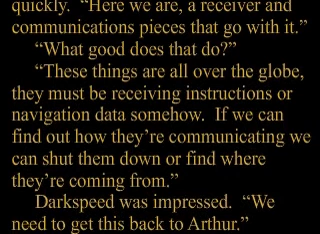 quickly.  “Here we are, a receiver and
communications pieces that go with it.”
“What good does that do?”
“These things are all over the globe,
they must be receiving instructions or
navigation data somehow.  If we can
find out how they’re communicating we
can shut them down or find where
they’re coming from.”
Darkspeed was impressed.  “We
need to get this back to Arthur.”